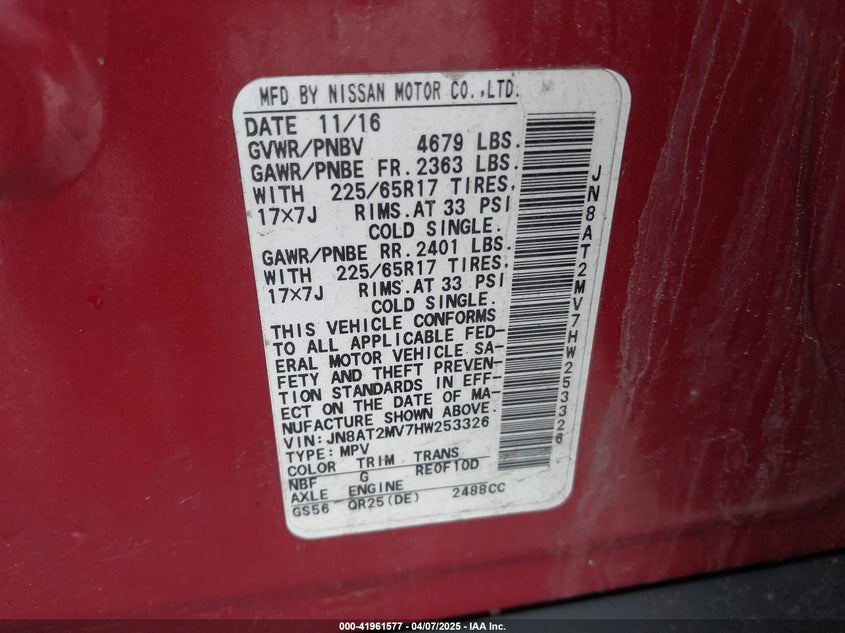 MFD BY NISSAN MOTOR CO.,LTD.
DATE 11/16
GVWR/PNBV 4679 LBS.
GAWR/PNBE FR. 2363 LBS.
WITH 225/65R17 TIRES,
17×7J RIMS.AT 33 PSI
COLD SINGLE.
GAWR/PNBE RR. 2401 LBS.
WITH 225/65R17 TIRES,
17×7J RIMS.AT 33 PSI
COLD SINGLE.
THIS VEHICLE CONFORMS
TO ALL APPLICABLE FED-
ERAL MOTOR VEHICLE SA-
FETY AND THEFT PREVEN-
TION STANDARDS IN EFF-
ECT ON THE DATE OF MA-
NUFACTURE SHOWN ABOVE.
VIN:JN8AT2MV7HW253326
TYPE:MPV
COLOR TRIM TRANS
NBF G RE0F10D
AXLE ENGINE
GS56 QR25(DE) 2488CC
JN8AT2MV7HW253326
000-41961577 - 04/07/2025 - IAA Inc.